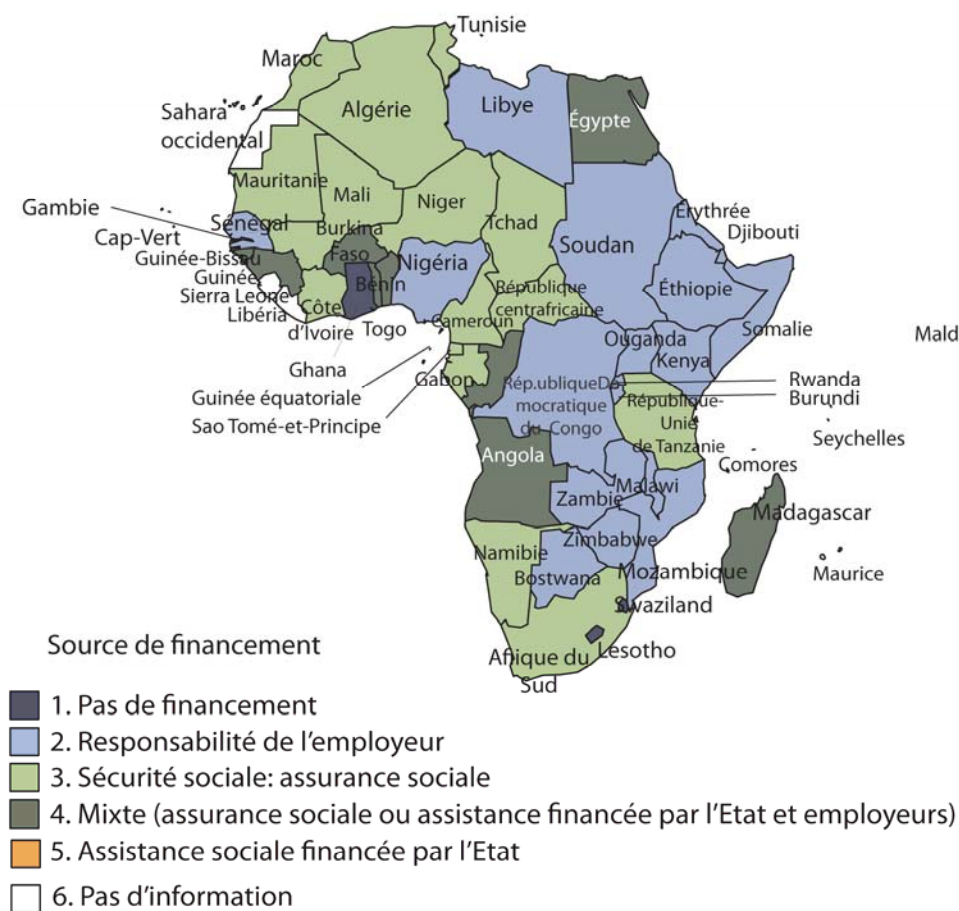 Tunisie
Maroc
Algérie
Libye
Égypte
Sahara
occidental
Mauritanie
Mali
Niger
Tchad
Soudan
Érythrée
Djibouti
Gambie
Sénégal
Cap-Vert
Burkina
Faso
Guinée-Bissau
Guinée
Sierra Leone
Libéria
Côte
d'Ivoire
Togo
Bénin
Nigéria
Ghana
Cameroun
République
centrafricaine
Éthiopie
Somalie
Mald
Ouganda
Kenya
Guinée équatoriale
Gabon
Sao Tomé-et-Principe
Rép.ubliqueDé
mocratique
du Congo
Rwanda
Burundi
République-
Unie
de Tanzanie
Seychelles
Comores
Angola
Malawi
Zambie
Madagascar
Zimbabwe
Namibie
Bostwana
Mozambique
Maurice
Swaziland
Lesotho
Afrique du
Sud
Source de financement
1. Pas de financement
2. Responsabilité de l'employeur
3. Sécurité sociale: assurance sociale
4. Mixte (assurance sociale ou assistance financée par l'Etat et employeurs)
5. Assistance sociale financée par l'Etat
6. Pas d'information